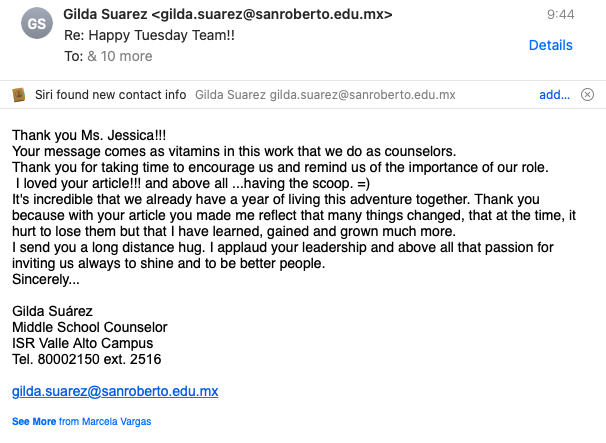 GS
Gilda Suarez <gilda.suarez@sanroberto.edu.mx>
9:44
Re: Happy Tuesday Team!!
To: & 10 more
Details
Siri found new contact info Gilda Suarez gilda.suarez@sanroberto.edu.mx add...
Thank you Ms. Jessica!!!
Your message comes as vitamins in this work that we do as counselors.
Thank you for taking time to encourage us and remind us of the importance of our role.
I loved your article!!! and above all ...having the scoop. =)
It's incredible that we already have a year of living this adventure together. Thank you
because with your article you made me reflect that many things changed, that at the time, it
hurt to lose them but that I have learned, gained and grown much more.
I send you a long distance hug. I applaud your leadership and above all that passion for
inviting us always to shine and to be better people.
Sincerely...
Gilda Suárez
Middle School Counselor
ISR Valle Alto Campus
Tel. 80002150 ext. 2516
gilda.suarez@sanroberto.edu.mx
See More from Marcela Vargas